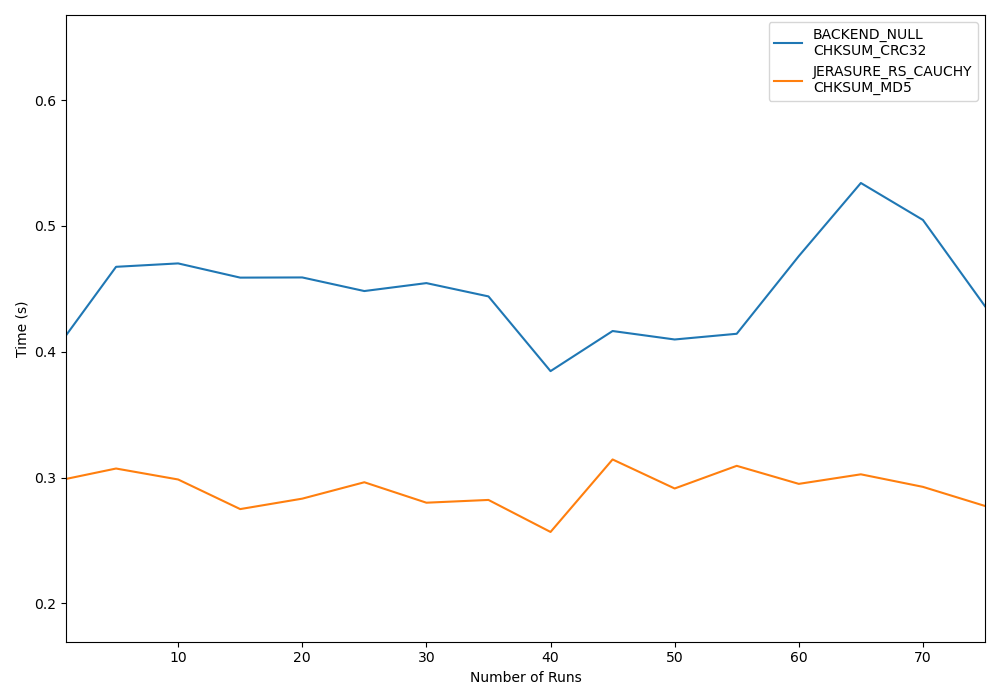 BACKEND_NULL
CHKSUM_CRC32
JERASURE_RS_CAUCHY
CHKSUM_MD5
0.6
0.5
0.4
0.3
0.2
Time (s)
10 20 30 40 50 60 70
Number of Runs